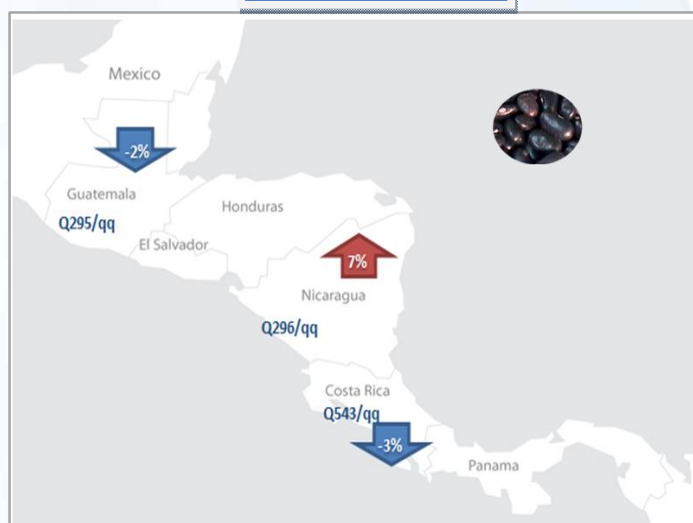 Mexico
-2%
Guatemala
Honduras
Q295/qq
El Salvador
7%
Nicaragua
Q296/qq
Costa Rica
Q543/qq
-3%
Panama